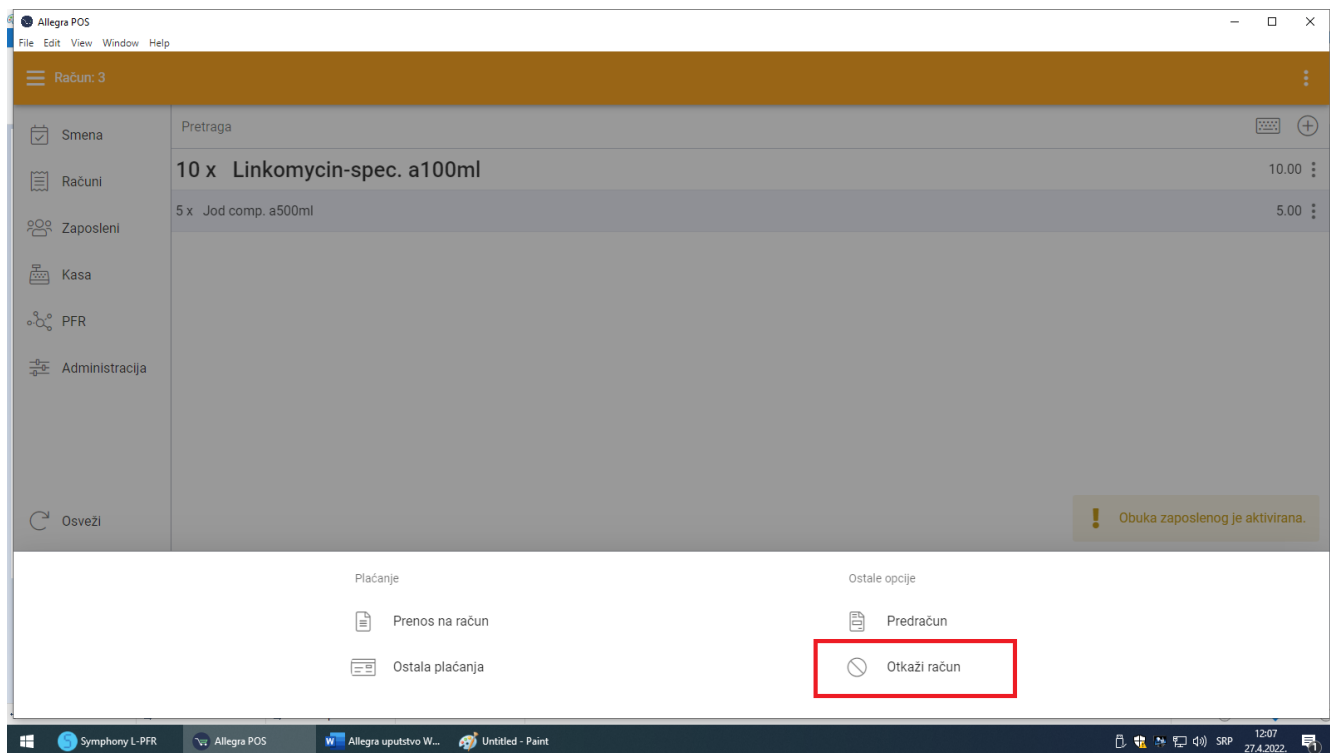 Allegra POS
File Edit View Window Help
Račun: 3
Smena
Računi
Zaposleni
Kasa
PFR
Administracija
Osveži
Pretraga
10 x Linkomycin-spec. a100ml 10.00
5 x Jod comp. a500ml 5.00
Obuka zaposlenog je aktivirana.
Plaćanje
Prenos na račun
Ostala plaćanja
Ostale opcije
Predračun
Otkaži račun
Symphony L-PFR Allegra POS Allegra uputstvo W... Untitled - Paint SRP 12:07
27.4.2022. 1